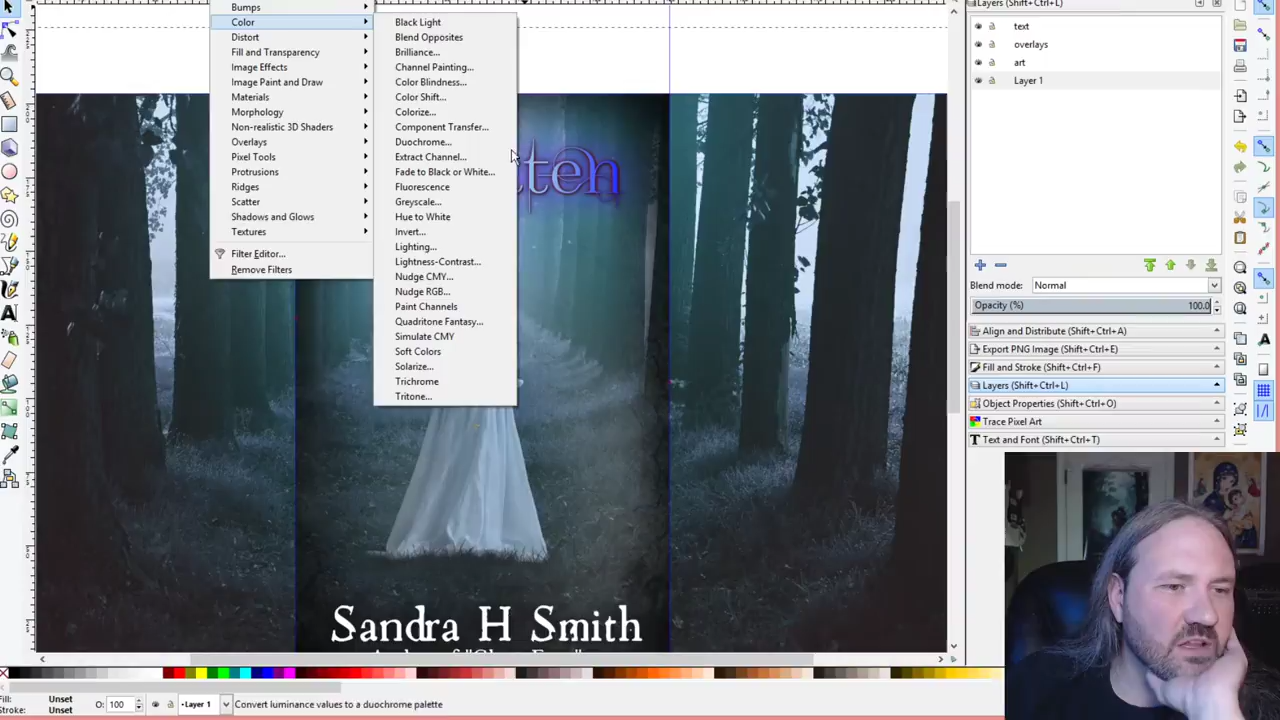 Layers (Shift+Ctrl+L)
Bumps
Color
Distort
Fill and Transparency
Image Effects
Image Paint and Draw
Materials
Morphology
Non-realistic 3D Shaders
Overlays
Pixel Tools
Protrusions
Ridges
Scatter
Shadows and Glows
Textures
Filter Editor...
Remove Filters
Black Light
Blend Opposites
Brilliance...
Channel Painting...
Color Blindness...
Color Shift...
Colorize...
Component Transfer...
Duochrome...
Extract Channel...
Fade to Black or White...
Fluorescence
Greyscale...
Hue to White
Invert...
Lighting...
Lightness-Contrast...
Nudge CMY...
Nudge RGB...
Paint Channels
Quadritone Fantasy...
Simulate CMY
Soft Colors
Solarize...
Trichrome
Tritone...
tten
Sandra H Smith
text
overlays
art
Layer 1
Blend mode: Normal
Opacity (%) 100.0
Align and Distribute (Shift+Ctrl+A)
Export PNG Image (Shift+Ctrl+E)
Fill and Stroke (Shift+Ctrl+F)
Layers (Shift+Ctrl+L)
Object Properties (Shift+Ctrl+O)
Trace Pixel Art
Text and Font (Shift+Ctrl+T)
Fill: Unset
Stroke: Unset
O: 100
Layer 1
Convert luminance values to a duochrome palette